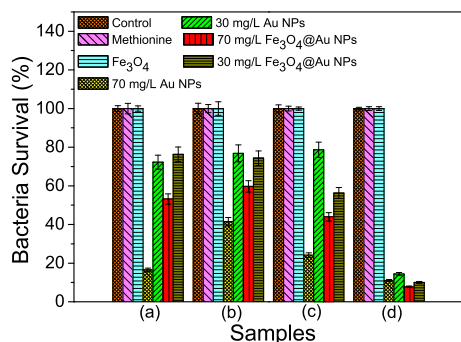 Control
Methionine
Fe₃O₄
70 mg/L Au NPs
30 mg/L Au NPs
70 mg/L Fe₃O₄@Au NPs
30 mg/L Fe₃O₄@Au NPs
Bacteria Survival (%)
140
120
100
80
60
40
20
0
(a) (b) (c) (d)
Samples